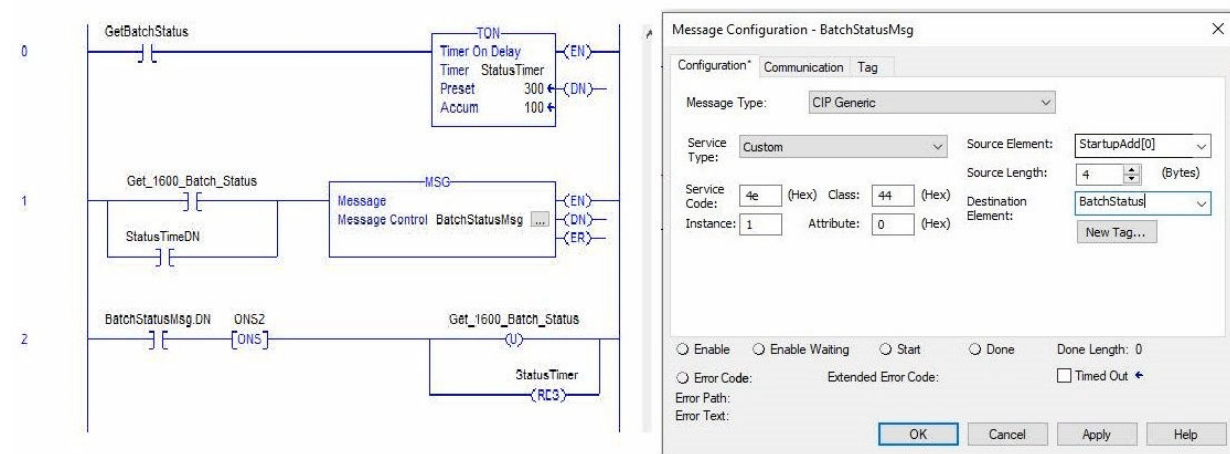 GetBatchStatus
0
TON
Timer On Delay
Timer StatusTimer
Preset 300
Accum 100
(EN)
(DN)
Get_1600_Batch_Status
1
StatusTimeDN
MSG
Message
Message Control BatchStatusMsg ...
(EN)
(DN)
(ER)
BatchStatusMsg.DN ONS2
2
[ONS]
Get_1600_Batch_Status
(U)
StatusTimer
Message Configuration - BatchStatusMsg
Configuration* Communication Tag
Message Type: CIP Generic
Service Type: Custom
Service Code: 4e (Hex) Class: 44 (Hex)
Instance: 1 Attribute: 0 (Hex)
Source Element: StartupAdd[0]
Source Length: 4 (Bytes)
Destination Element: BatchStatus
New Tag...
Enable Enable Waiting Start Done Done Length: 0
Error Code: Extended Error Code: Timed Out
Error Path:
Error Text:
OK Cancel Apply Help